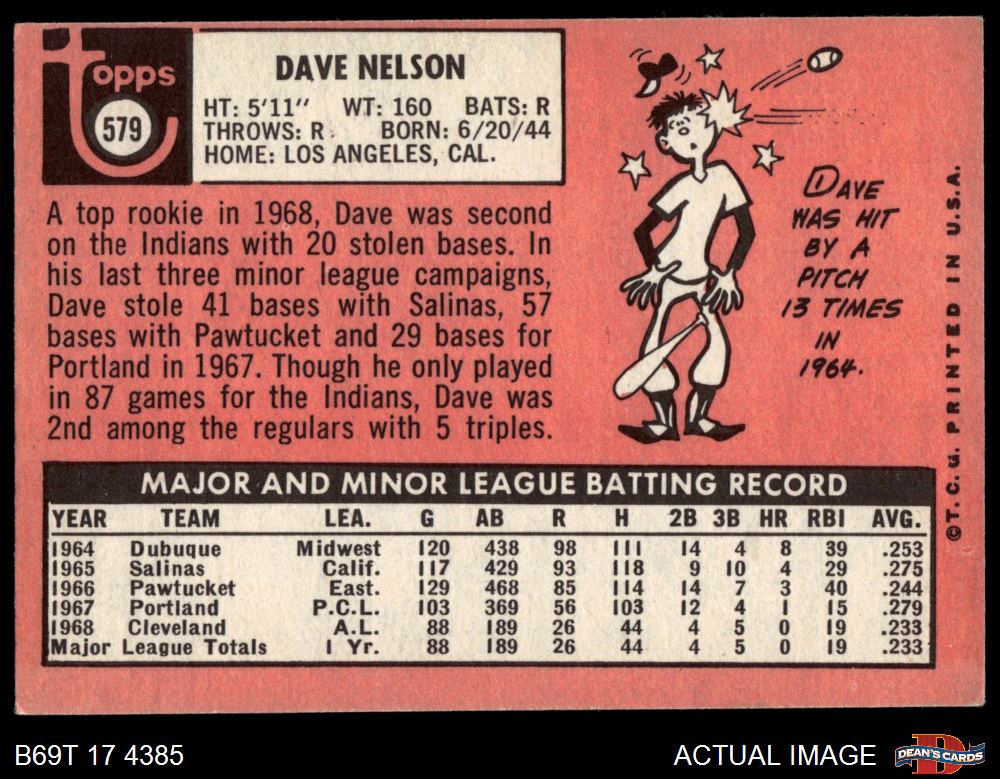 Topps
579
DAVE NELSON
HT: 5'11" WT: 160 BATS: R
THROWS: R. BORN: 6/20/44
HOME: LOS ANGELES, CAL.
A top rookie in 1968, Dave was second
on the Indians with 20 stolen bases. In
his last three minor league campaigns,
Dave stole 41 bases with Salinas, 57
bases with Pawtucket and 29 bases for
Portland in 1967. Though he only played
in 87 games for the Indians, Dave was
2nd among the regulars with 5 triples.
DAVE
WAS HIT
BY A
PITCH
13 TIMES
IN
1964.
©T. C. G. PRINTED IN U.S.A.
MAJOR AND MINOR LEAGUE BATTING RECORD
YEAR TEAM LEA. G AB R H 2B 3B HR RBI AVG.
1964 Dubuque Midwest 120 438 98 111 14 4 8 39 .253
1965 Salinas Calif. 117 429 93 118 9 10 4 29 .275
1966 Pawtucket East. 129 468 85 114 14 7 3 40 .244
1967 Portland P.C.L. 103 369 56 103 12 4 1 15 .279
1968 Cleveland A.L. 88 189 26 44 4 5 0 19 .233
Major League Totals 1 Yr. 88 189 26 44 4 5 0 19 .233
B69T 17 4385
ACTUAL IMAGE
D
DEAN'S CARDS